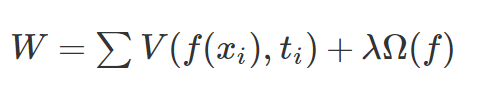 W = ∑ V(f(xᵢ), tᵢ) + λΩ(f)